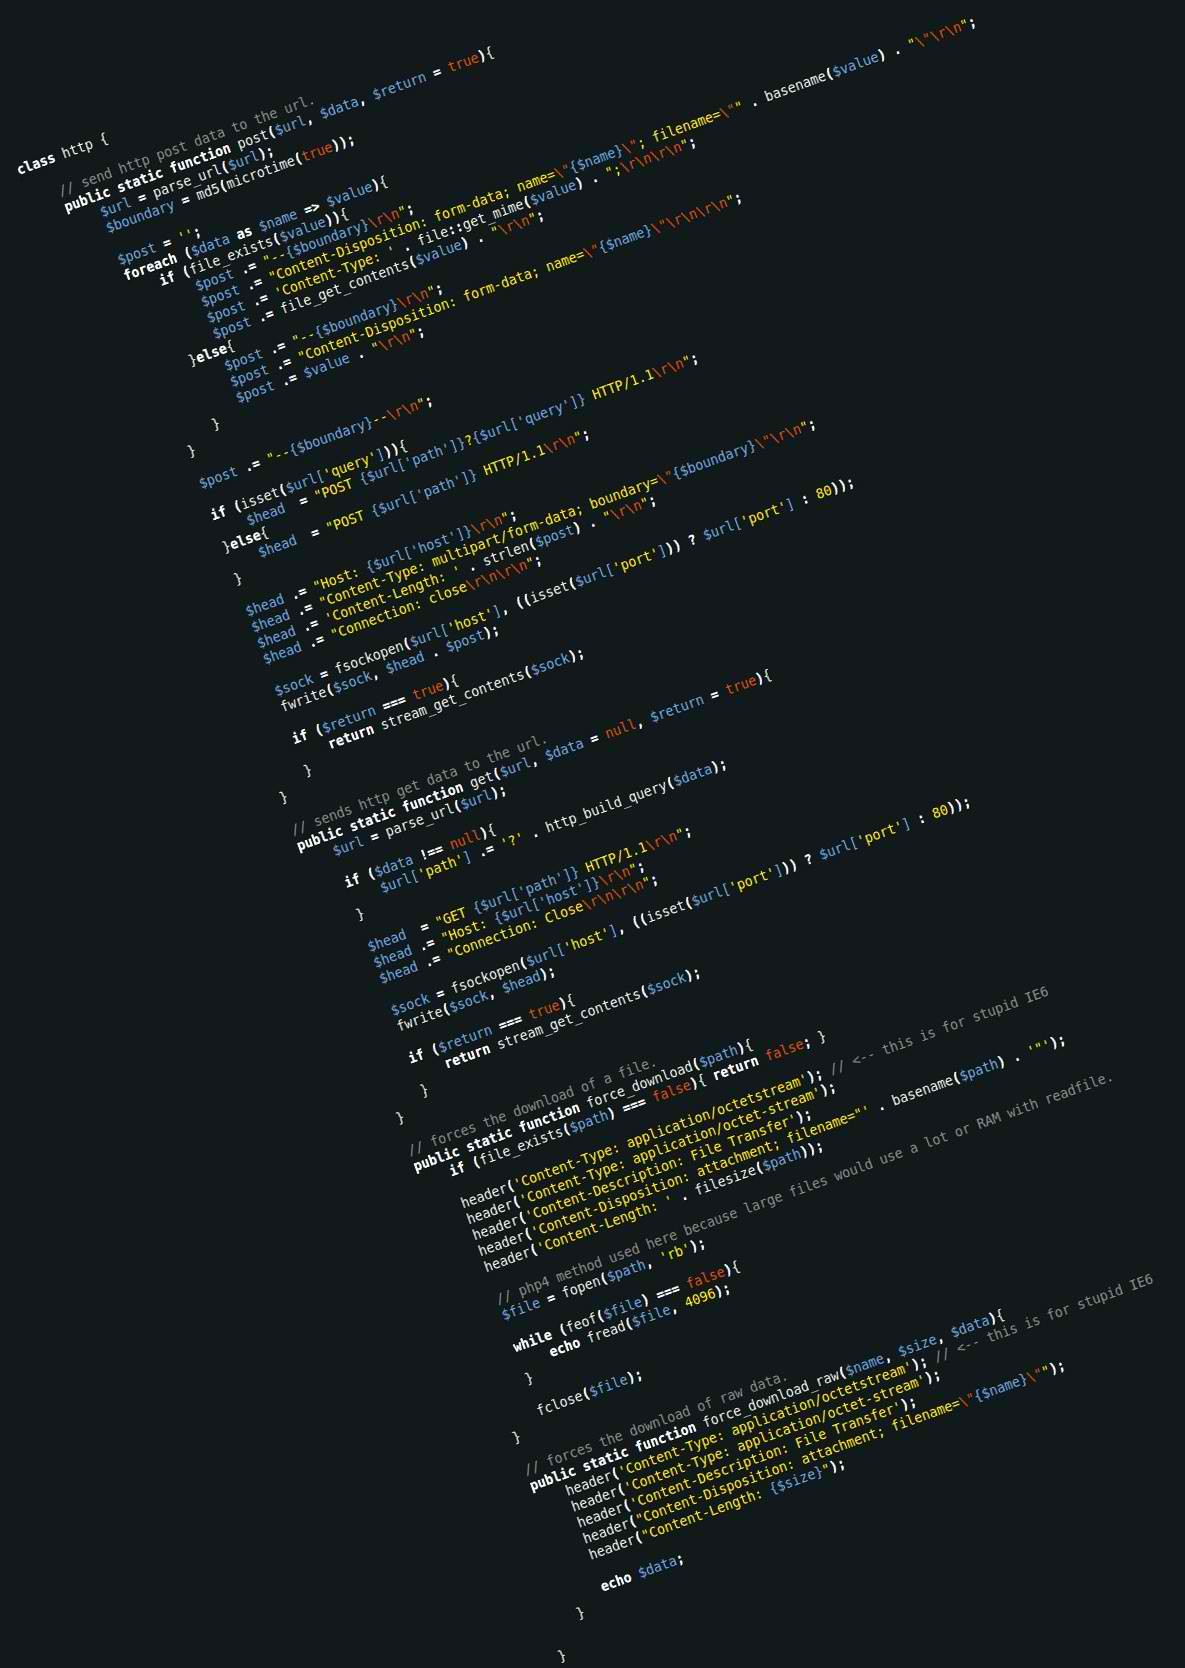 class http {
// send http post data to the url.
public static function post($url, $data, $return = true){
$url = parse_url($url);
$boundary = md5(microtime(true));
$post = '';
foreach ($data as $name => $value){
if (file_exists($value)){
$post .= "--{$boundary}\r\n";
$post .= "Content-Disposition: form-data; name=\"{$name}\"; filename=\"" . basename($value) . "\"\r\n";
$post .= 'Content-Type: ' . file::get_mime($value) . ";\r\n\r\n";
$post .= file_get_contents($value) . "\r\n";
}else{
$post .= "--{$boundary}\r\n";
$post .= "Content-Disposition: form-data; name=\"{$name}\"\r\n\r\n";
$post .= $value . "\r\n";
}
}
$post .= "--{$boundary}--\r\n";
if (isset($url['query'])){
$head  = "POST {$url['path']}?{$url['query']} HTTP/1.1\r\n";
}else{
$head  = "POST {$url['path']} HTTP/1.1\r\n";
}
$head .= "Host: {$url['host']}\r\n";
$head .= "Content-Type: multipart/form-data; boundary=\"{$boundary}\"\r\n";
$head .= 'Content-Length: ' . strlen($post) . "\r\n";
$head .= "Connection: close\r\n\r\n";
$sock = fsockopen($url['host'], ((isset($url['port'])) ? $url['port'] : 80));
fwrite($sock, $head . $post);
if ($return === true){
return stream_get_contents($sock);
}
}
// sends http get data to the url.
public static function get($url, $data = null, $return = true){
$url = parse_url($url);
if ($data !== null){
$url['path'] .= '?' . http_build_query($data);
}
$head  = "GET {$url['path']} HTTP/1.1\r\n";
$head .= "Host: {$url['host']}\r\n";
$head .= "Connection: Close\r\n\r\n";
$sock = fsockopen($url['host'], ((isset($url['port'])) ? $url['port'] : 80));
fwrite($sock, $head);
if ($return === true){
return stream_get_contents($sock);
}
}
// forces the download of a file.
public static function force_download($path){
if (file_exists($path) === false){ return false; }
header('Content-Type: application/octetstream'); // <-- this is for stupid IE6
header('Content-Type: application/octet-stream');
header('Content-Description: File Transfer');
header('Content-Disposition: attachment; filename="' . basename($path) . '"');
header('Content-Length: ' . filesize($path));
// php4 method used here because large files would use a lot or RAM with readfile.
$file = fopen($path, 'rb');
while (feof($file) === false){
echo fread($file, 4096);
}
fclose($file);
}
// forces the download of raw data.
public static function force_download_raw($name, $size, $data){
header('Content-Type: application/octetstream'); // <-- this is for stupid IE6
header('Content-Type: application/octet-stream');
header('Content-Description: File Transfer');
header("Content-Disposition: attachment; filename=\"{$name}\"");
header("Content-Length: {$size}");
echo $data;
}
}